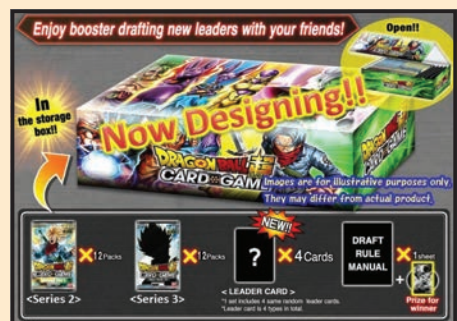 Enjoy booster drafting new leaders with your friends!
Open!!
In
the storage
box!!
Now Designing!!
DRAGON BALL
CARD GAME
Images are for illustrative purposes only.
They may differ from actual product.
×12Packs
<Series 2>
×12Packs
<Series 3>
NEW!!
?
×4Cards
< LEADER CARD >
*1 set includes 4 same random leader cards.
*Leader card is 4 types in total.
DRAFT
RULE
MANUAL
×1sheet
+
Prize for
winner